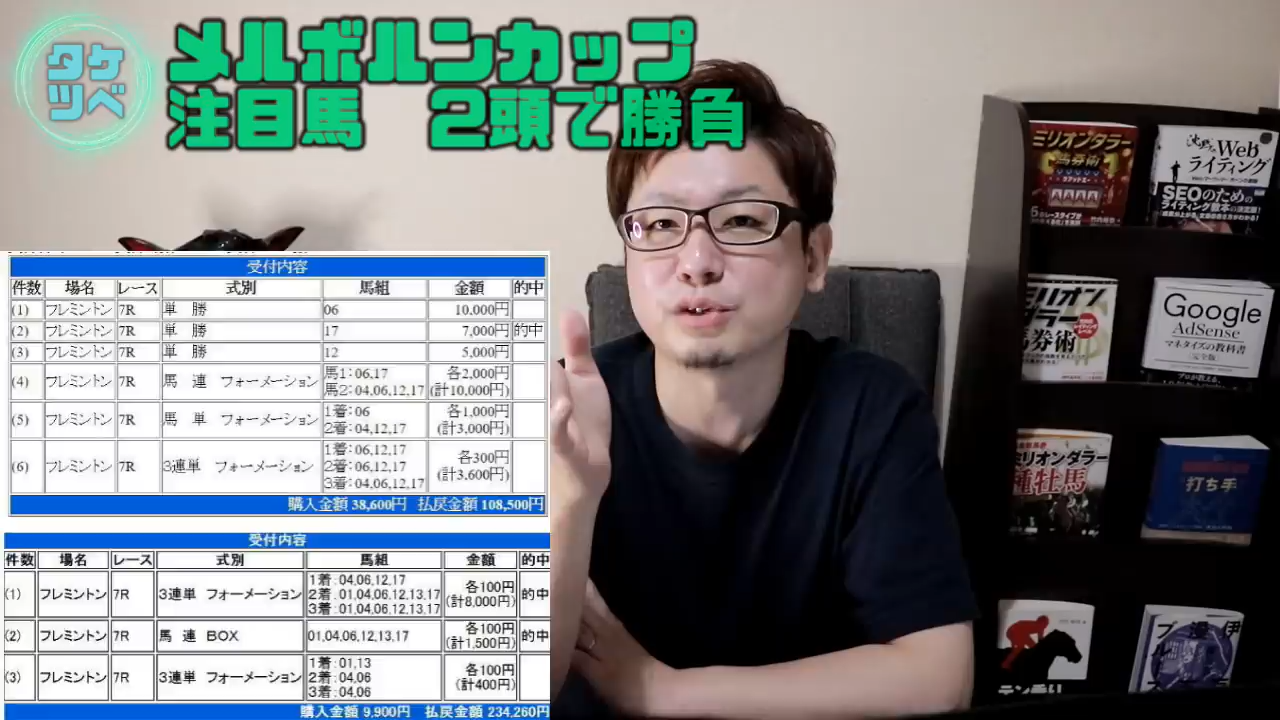 タケ
ツベ
メルボルンカップ
注目馬 2頭で勝負
受付内容
件数 場名 レース 式別 馬組 金額 的中
(1) フレミントン 7R 単 勝 06 10,000円
(2) フレミントン 7R 単 勝 17 7,000円 的中
(3) フレミントン 7R 単 勝 12 5,000円
(4) フレミントン 7R 馬 連 フォーメーション 馬1:06,17 各2,000円
馬2:04,06,12,17 (計10,000円)
(5) フレミントン 7R 馬 単 フォーメーション 1着:06 各1,000円
2着:04,12,17 (計3,000円)
(6) フレミントン 7R 3連単 フォーメーション 1着:06,12,17 各300円
2着:06,12,17 (計3,600円)
3着:04,06,12,17
購入金額 38,600円 払戻金額 108,500円
受付内容
件数 場名 レース 式別 馬組 金額 的中
(1) フレミントン 7R 3連単 フォーメーション 1着:04,06,12,17 各100円 的中
2着:01,04,06,12,13,17 (計8,000円)
3着:01,04,06,12,13,17
(2) フレミントン 7R 馬 連 BOX 01,04,06,12,13,17 各100円 的中
(計1,500円)
(3) フレミントン 7R 3連単 フォーメーション 1着:01,13 各100円
2着:04,06 (計400円)
3着:04,06
購入金額 9,900円 払戻金額 234,260円
ミリオンダラー
馬券術
Web
ライティング
SEOのための
ライティング教本
ミリオン
ダラー
馬券術
Google
AdSense
マネタイズの教科書
完全版
ミリオンダラー
種牡馬
打ち手
テン乗り